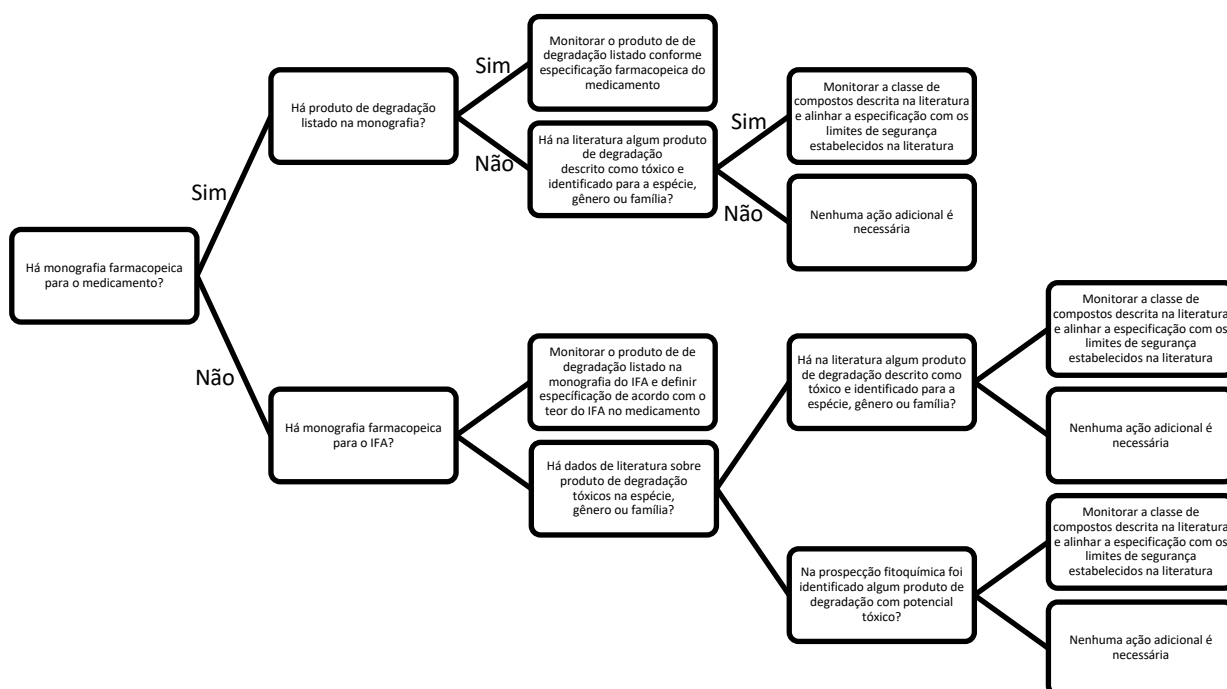 Há monografia farmacopeica
para o medicamento?
Sim
Há produto de degradação
listado na monografia?
Sim
Monitorar o produto de de
degradação listado conforme
especificação farmacopeica do
medicamento
Não
Há na literatura algum produto
de degradação
descrito como tóxico e
identificado para a espécie,
gênero ou família?
Sim
Monitorar a classe de
compostos descrita na literatura
e alinhar a especificação com os
limites de segurança
estabelecidos na literatura
Não
Nenhuma ação adicional é
necessária
Não
Há monografia farmacopeica
para o IFA?
Monitorar o produto de de
degradação listado na
monografia do IFA e definir
específicação de acordo com o
teor do IFA no medicamento
Há dados de literatura sobre
produto de degradação
tóxicos na espécie,
gênero ou família?
Há na literatura algum produto
de degradação descrito como
tóxico e identificado para a
espécie, gênero ou família?
Monitorar a classe de
compostos descrita na literatura
e alinhar a especificação com os
limites de segurança
estabelecidos na literatura
Nenhuma ação adicional é
necessária
Na prospecção fitoquímica foi
identificado algum produto de
degradação com potencial
tóxico?
Monitorar a classe de
compostos descrita na literatura
e alinhar a especificação com os
limites de segurança
estabelecidos na literatura
Nenhuma ação adicional é
necessária